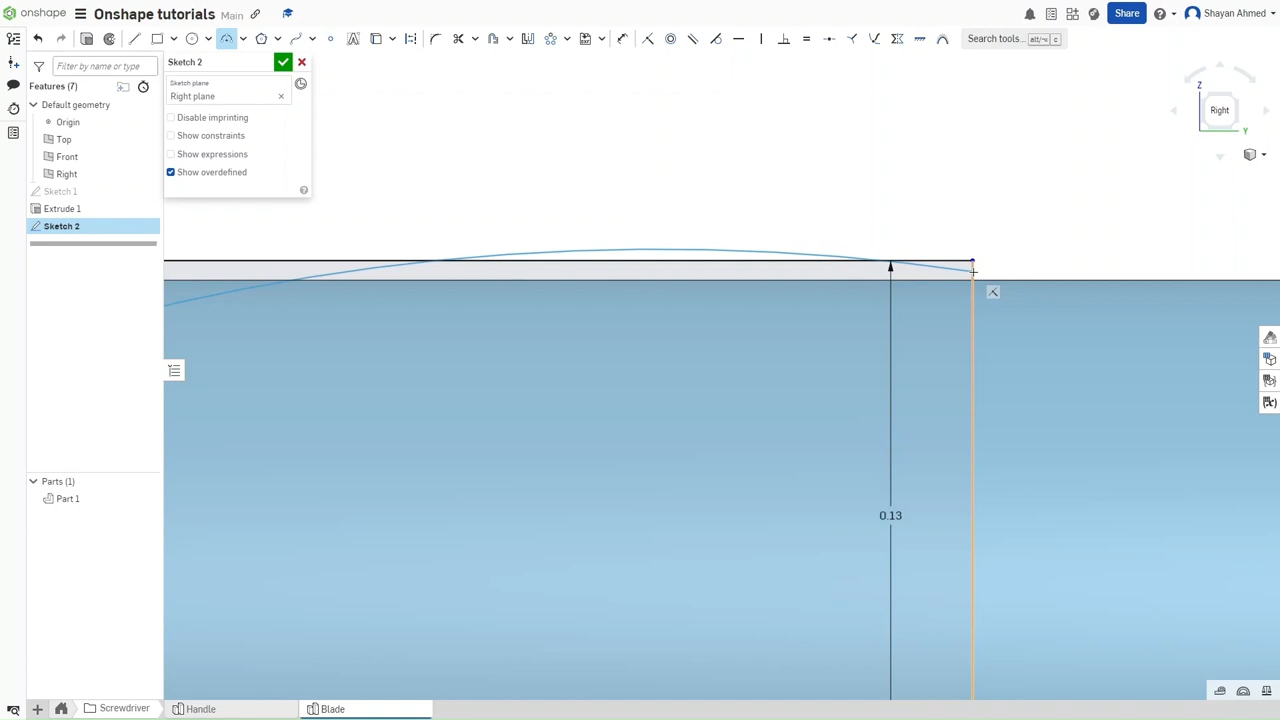 onshape
Onshape tutorials
Main
Share
Shayan Ahmed
Search tools...
alt/⌥
c
Filter by name or type
Features (7)
Default geometry
Origin
Top
Front
Right
Sketch 1
Extrude 1
Sketch 2
Sketch 2
Sketch plane
Right plane
Disable imprinting
Show constraints
Show expressions
Show overdefined
Z
Right
Y
0.13
Parts (1)
Part 1
Screwdriver
Handle
Blade